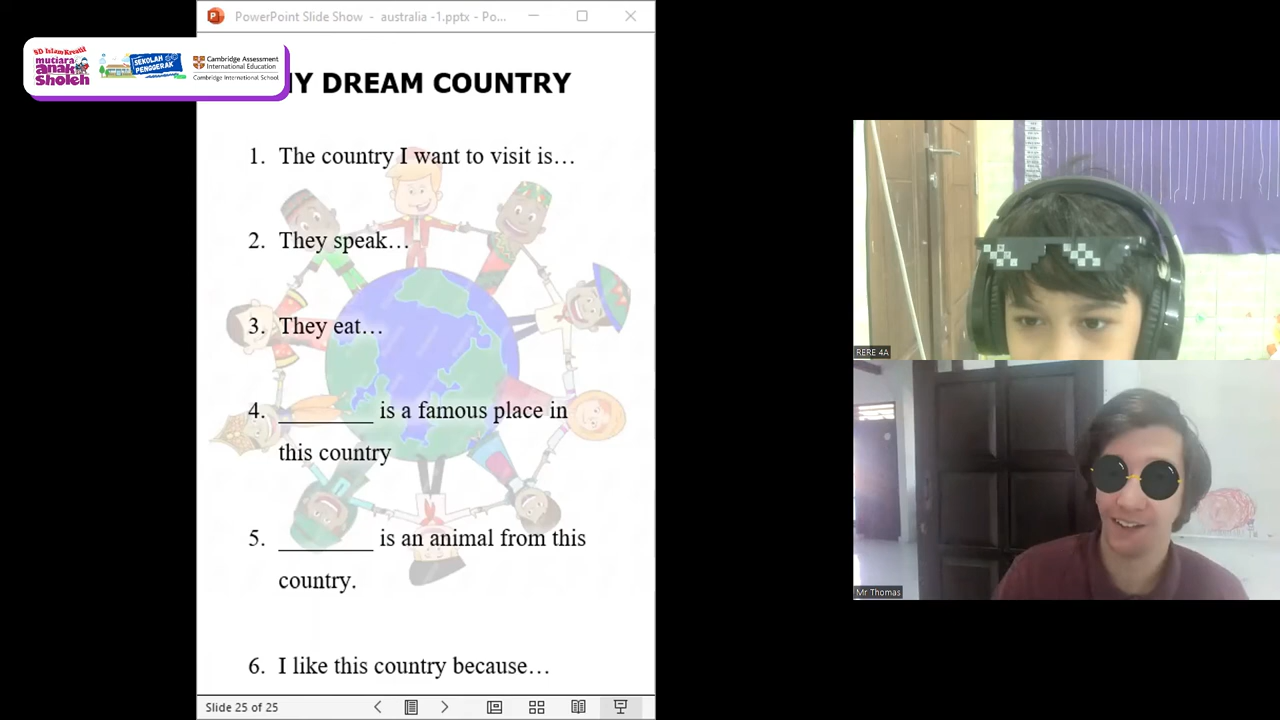 PowerPoint Slide Show - australia -1.pptx - Po...
SD Islam Kreatif
mutiara
anak
Sholeh
SEKOLAH
PENGGERAK
Cambridge Assessment
International Education
Cambridge International School
MY DREAM COUNTRY
1. The country I want to visit is…
2. They speak…
3. They eat…
4. _________ is a famous place in
this country
5. _________ is an animal from this
country.
6. I like this country because…
Slide 25 of 25
RERE 4A
Mr Thomas